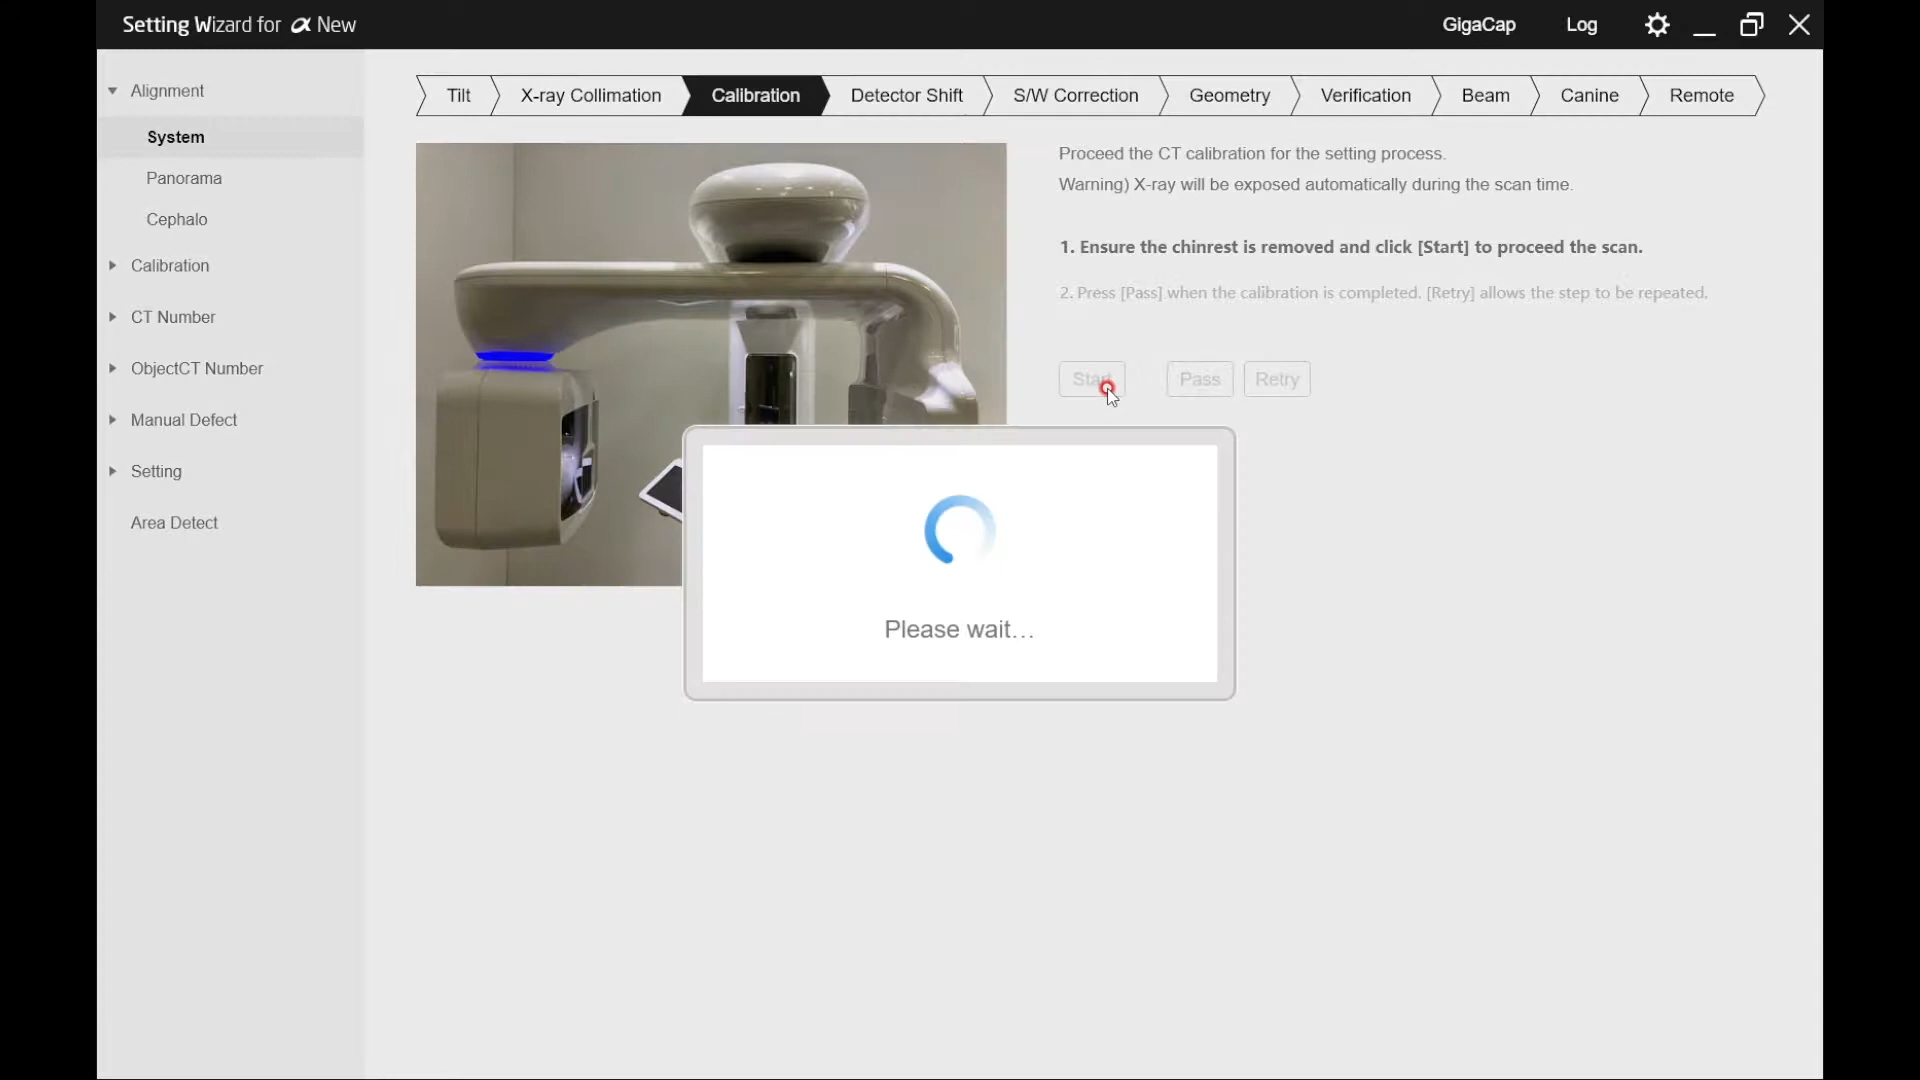 Setting Wizard for α New
GigaCap
Log
Alignment
System
Panorama
Cephalo
Calibration
CT Number
ObjectCT Number
Manual Defect
Setting
Area Detect
Tilt
X-ray Collimation
Calibration
Detector Shift
S/W Correction
Geometry
Verification
Beam
Canine
Remote
Proceed the CT calibration for the setting process.
Warning) X-ray will be exposed automatically during the scan time.
1. Ensure the chinrest is removed and click [Start] to proceed the scan.
2. Press [Pass] when the calibration is completed. [Retry] allows the step to be repeated.
Start
Pass
Retry
Please wait…